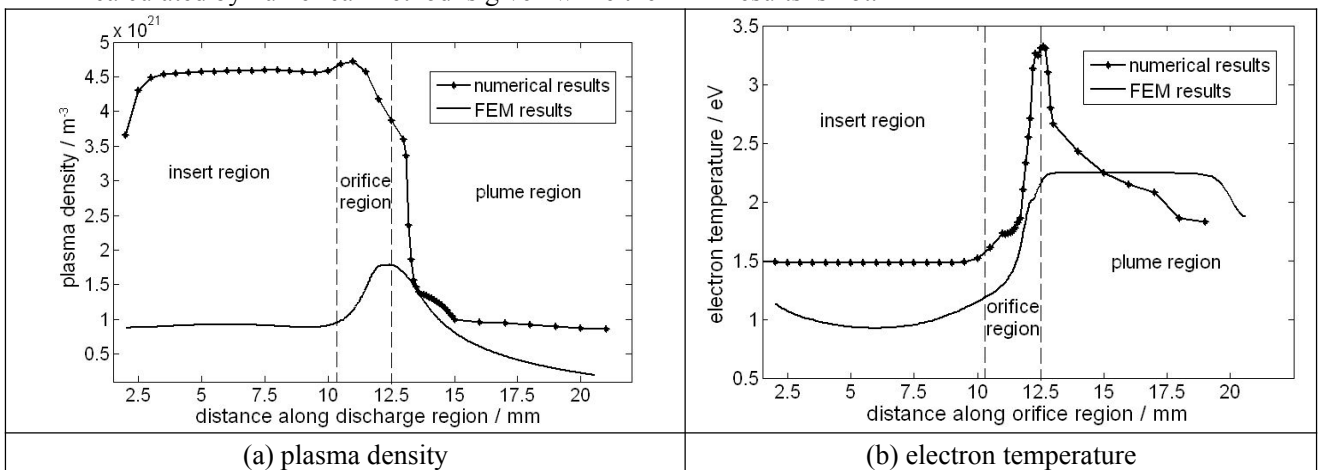 × 10²¹
5
4.5
4
3.5
3
2.5
2
1.5
1
0.5
plasma density / m⁻³
numerical results
FEM results
insert region
orifice
region
plume region
2.5 5 7.5 10 12.5 15 17.5 20
distance along discharge region / mm
(a) plasma density
3.5
3
2.5
2
1.5
1
0.5
electron temperature / eV
numerical results
FEM results
insert region
plume region
orifice
region
2.5 5 7.5 10 12.5 15 17.5 20
distance along orifice region / mm
(b) electron temperature